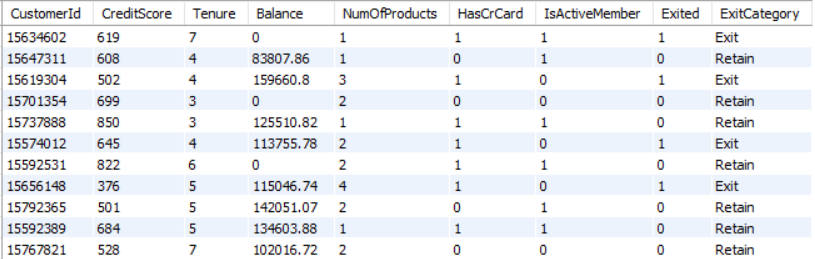 CustomerId CreditScore Tenure Balance NumOfProducts HasCrCard IsActiveMember Exited ExitCategory
15634602 619 7 0 1 1 1 1 Exit
15647311 608 4 83807.86 1 0 1 0 Retain
15619304 502 4 159660.8 3 1 0 1 Exit
15701354 699 3 0 2 0 0 0 Retain
15737888 850 3 125510.82 1 1 1 0 Retain
15574012 645 4 113755.78 2 1 0 1 Exit
15592531 822 6 0 2 1 1 0 Retain
15656148 376 5 115046.74 4 1 0 1 Exit
15792365 501 5 142051.07 2 0 1 0 Retain
15592389 684 5 134603.88 1 1 1 0 Retain
15767821 528 7 102016.72 2 0 0 0 Retain